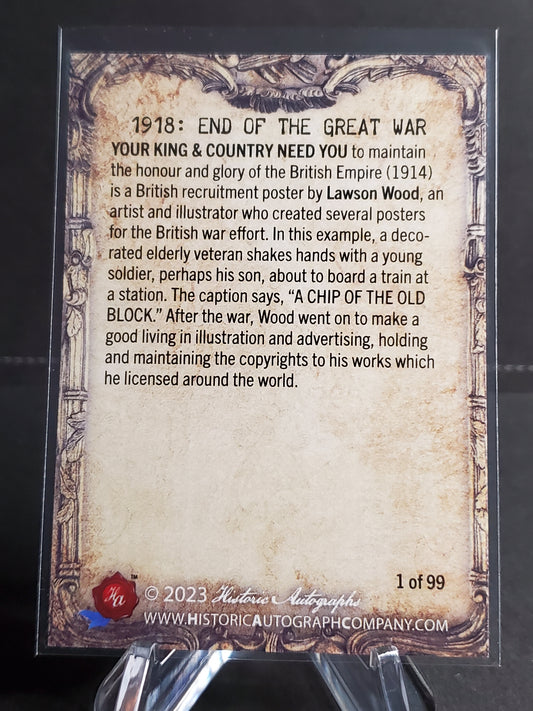 1918: END OF THE GREAT WAR
YOUR KING & COUNTRY NEED YOU to maintain
the honour and glory of the British Empire (1914)
is a British recruitment poster by Lawson Wood, an
artist and illustrator who created several posters
for the British war effort. In this example, a deco-
rated elderly veteran shakes hands with a young
soldier, perhaps his son, about to board a train at
a station. The caption says, “A CHIP OF THE OLD
BLOCK.” After the war, Wood went on to make a
good living in illustration and advertising, holding
and maintaining the copyrights to his works which
he licensed around the world.
1 of 99
HA ™ © 2023 Historic Autographs
WWW.HISTORICAUTOGRAPHCOMPANY.COM